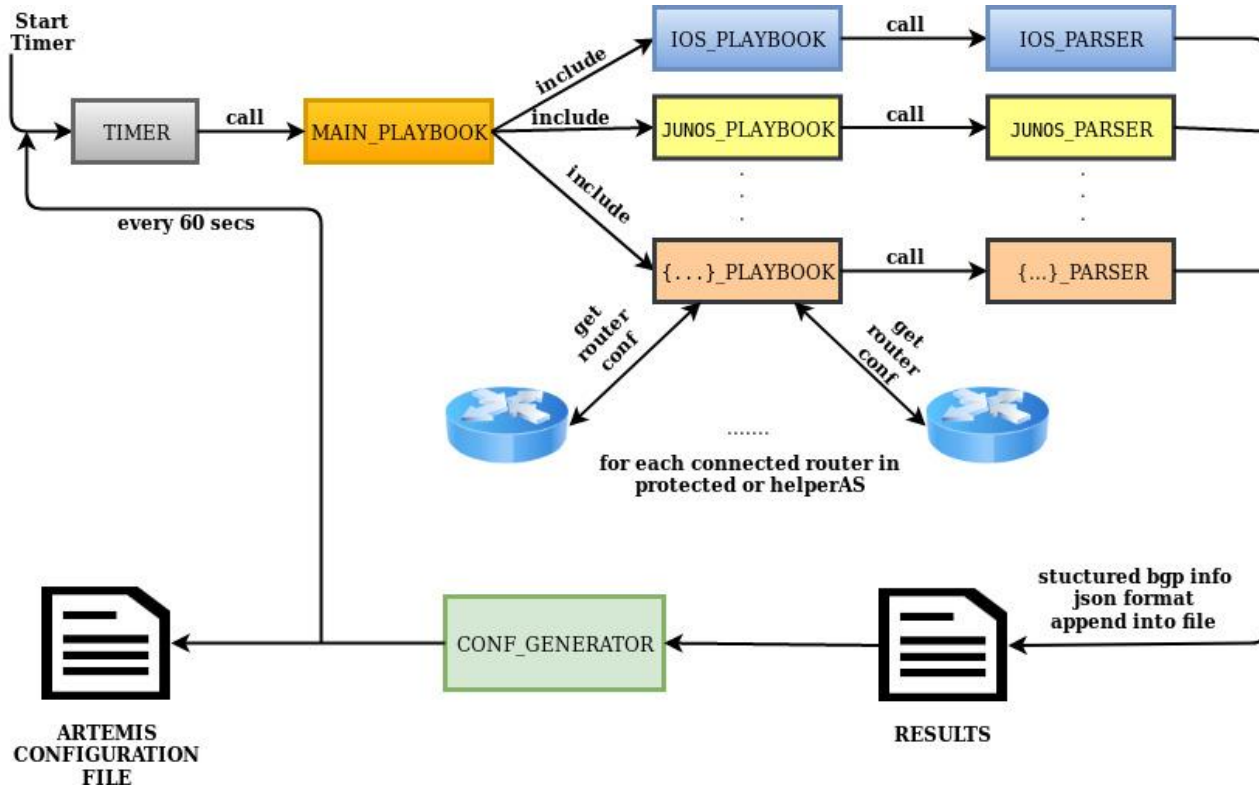 Start
Timer
TIMER
call
MAIN_PLAYBOOK
include
include
include
IOS_PLAYBOOK
call
IOS_PARSER
JUNOS_PLAYBOOK
call
JUNOS_PARSER
{...}_PLAYBOOK
call
{...}_PARSER
every 60 secs
get
router
conf
get
router
conf
.......
for each connected router in
protected or helperAS
stuctured bgp info
json format
append into file
RESULTS
CONF_GENERATOR
ARTEMIS
CONFIGURATION
FILE